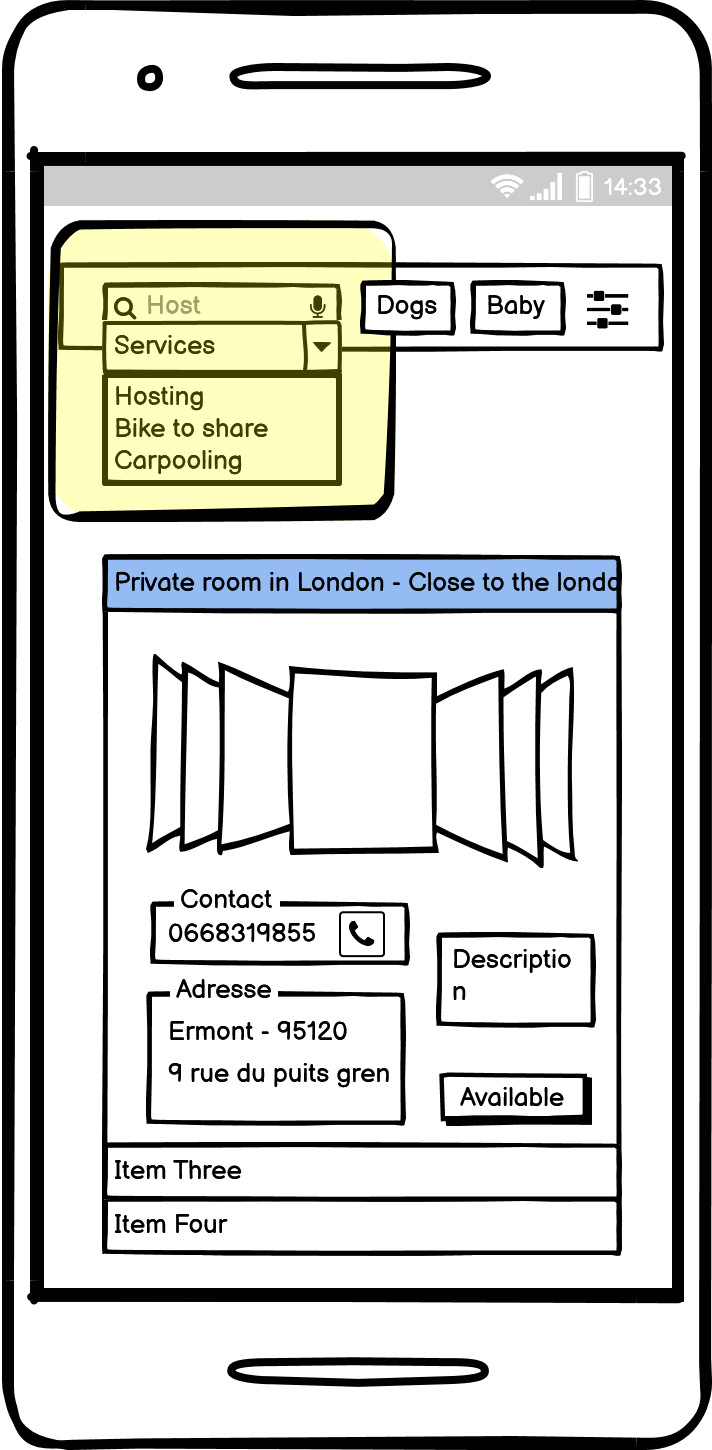 14:33
Host
Dogs
Baby
Services
Hosting
Bike to share
Carpooling
Private room in London - Close to the londo
Contact
0668319855
Descriptio
n
Adresse
Ermont - 95120
9 rue du puits gren
Available
Item Three
Item Four